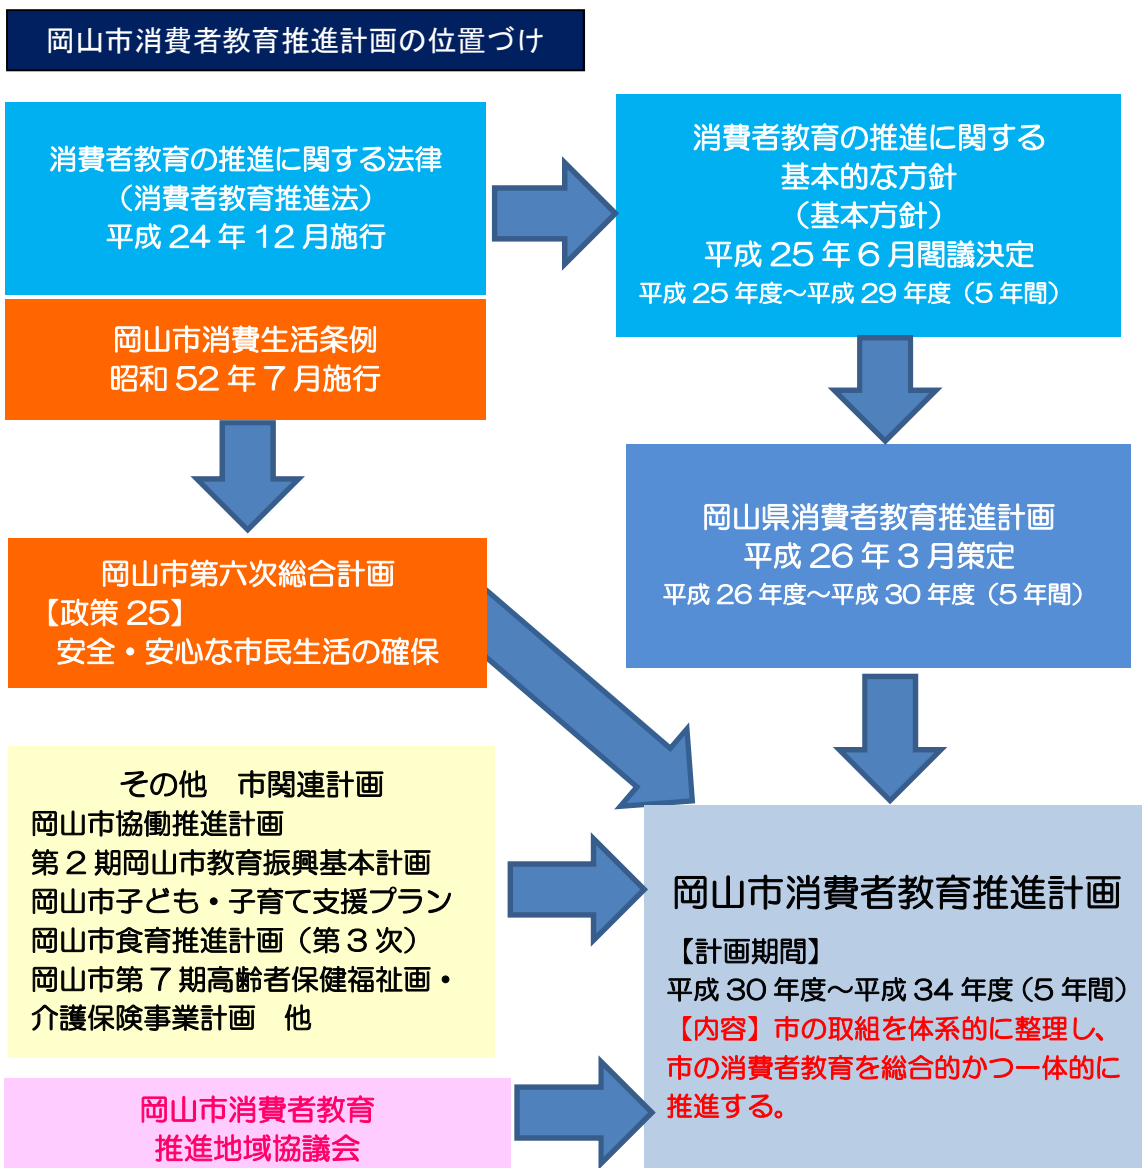 岡山市消費者教育推進計画の位置づけ
消費者教育の推進に関する法律
（消費者教育推進法）
平成 24 年 12 月施行
消費者教育の推進に関する
基本的な方針
（基本方針）
平成 25 年 6 月閣議決定
平成 25 年度～平成 29 年度（5 年間）
岡山市消費生活条例
昭和 52 年 7 月施行
岡山県消費者教育推進計画
平成 26 年 3 月策定
平成 26 年度～平成 30 年度（5 年間）
岡山市第六次総合計画
【政策 25】
安全・安心な市民生活の確保
その他　市関連計画
岡山市協働推進計画
第 2 期岡山市教育振興基本計画
岡山市子ども・子育て支援プラン
岡山市食育推進計画（第 3 次）
岡山市第 7 期高齢者保健福祉画・
介護保険事業計画　他
岡山市消費者教育
推進地域協議会
岡山市消費者教育推進計画
【計画期間】
平成 30 年度～平成 34 年度（5 年間）
【内容】市の取組を体系的に整理し、
市の消費者教育を総合的かつ一体的に
推進する。